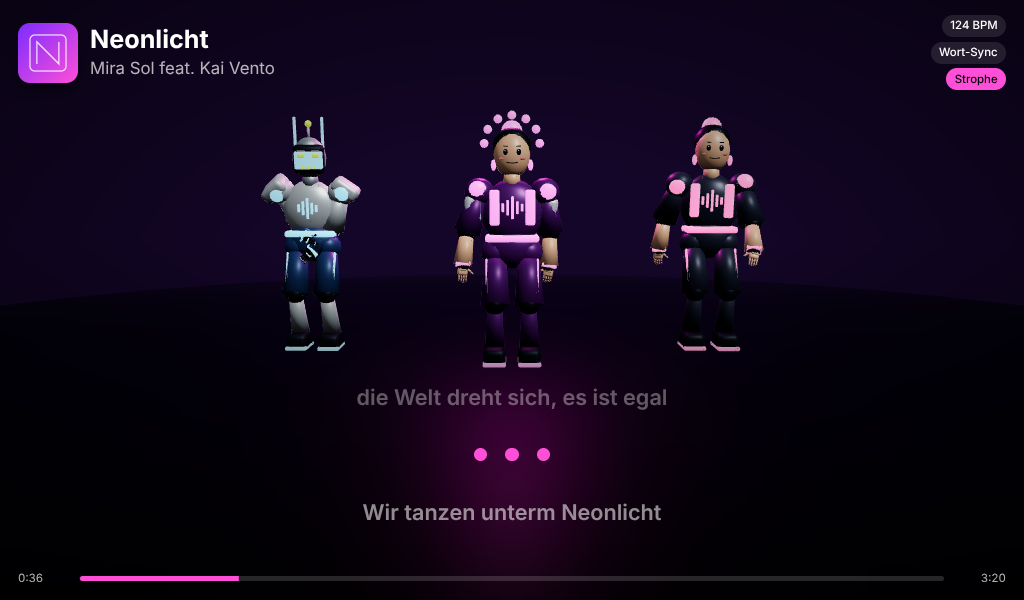 N
Neonlicht
Mira Sol feat. Kai Vento
124 BPM
Wort-Sync
Strophe
die Welt dreht sich, es ist egal
Wir tanzen unterm Neonlicht
0:36
3:20